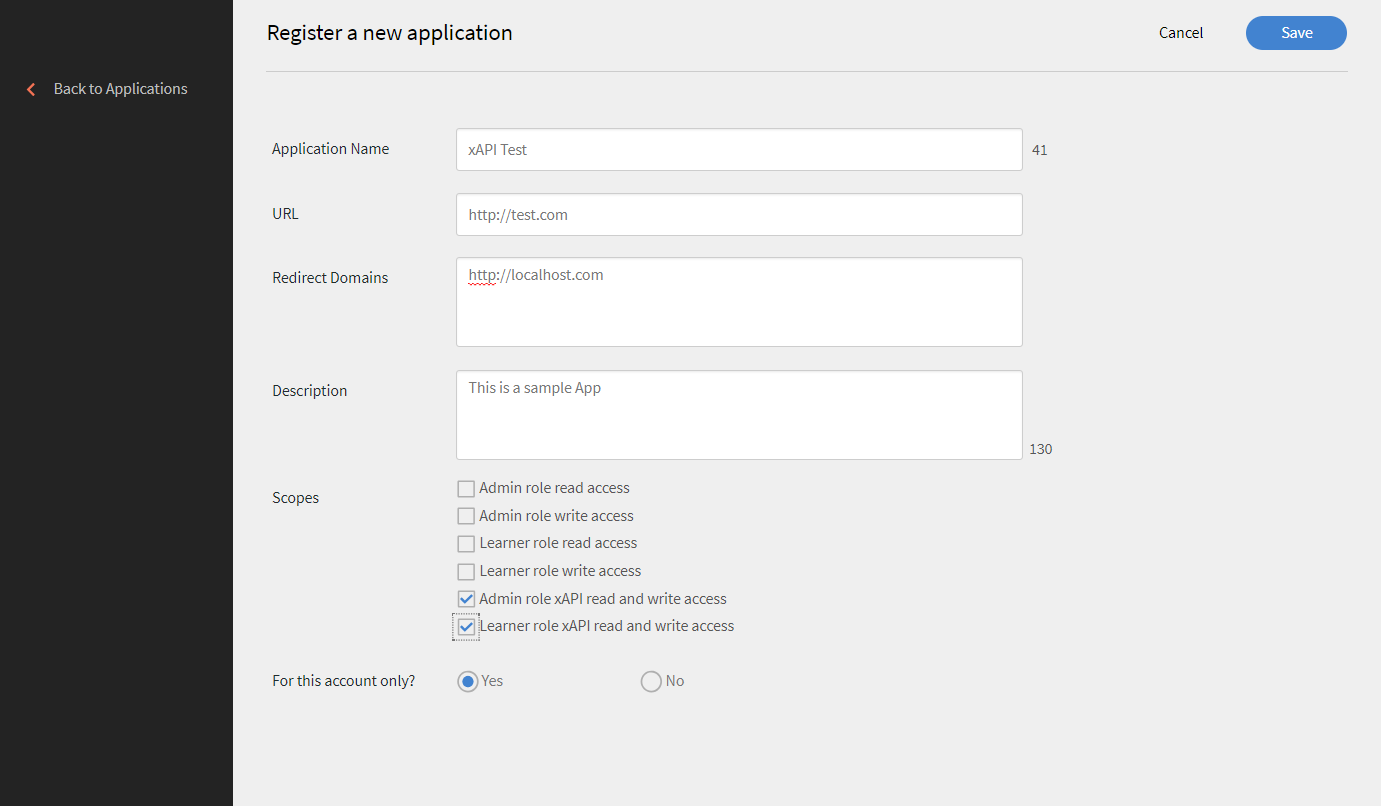 Register a new application
Cancel
Save
Back to Applications
Application Name
xAPI Test
41
URL
http://test.com
Redirect Domains
http://localhost.com
Description
This is a sample App
130
Scopes
Admin role read access
Admin role write access
Learner role read access
Learner role write access
Admin role xAPI read and write access
Learner role xAPI read and write access
For this account only?
Yes
No